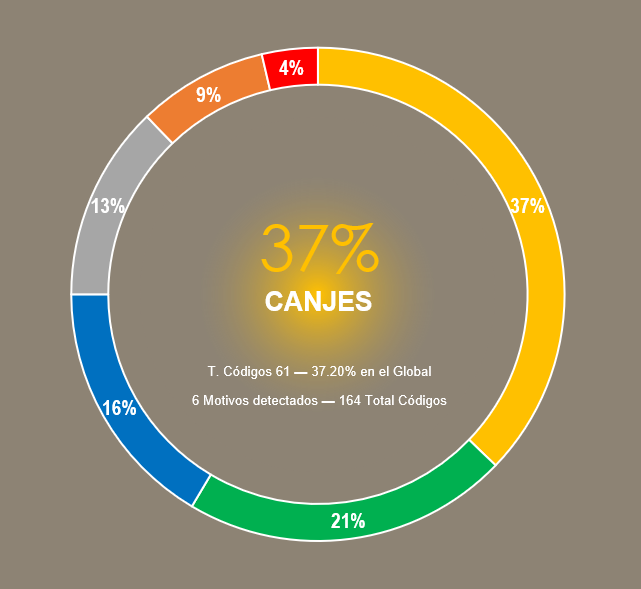 4%
9%
13%
37%
37%
CANJES
T. Códigos 61 — 37.20% en el Global
6 Motivos detectados — 164 Total Códigos
16%
21%